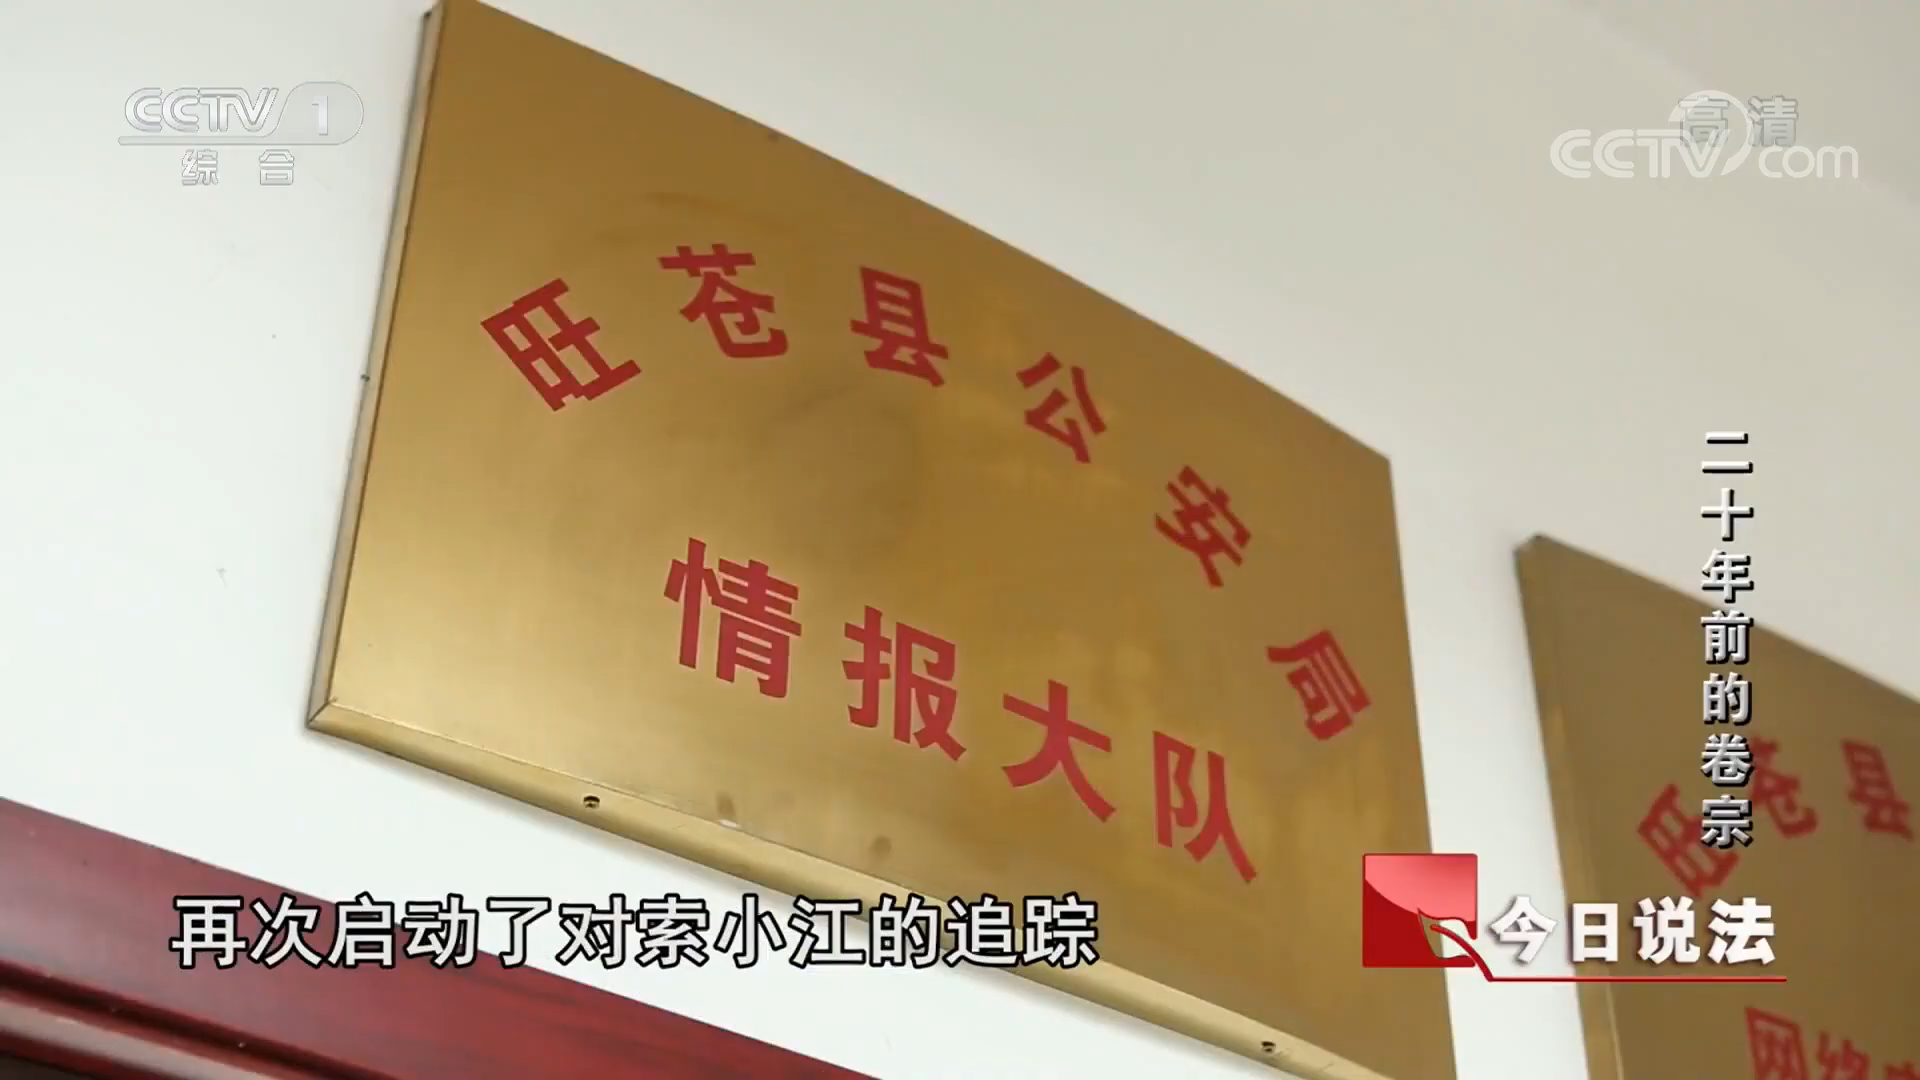 CCTV 1
综合
高清
CCTV.com
旺苍县公安局
情报大队
二十年前的卷宗
旺苍县
网络
再次启动了对索小江的追踪
今日说法